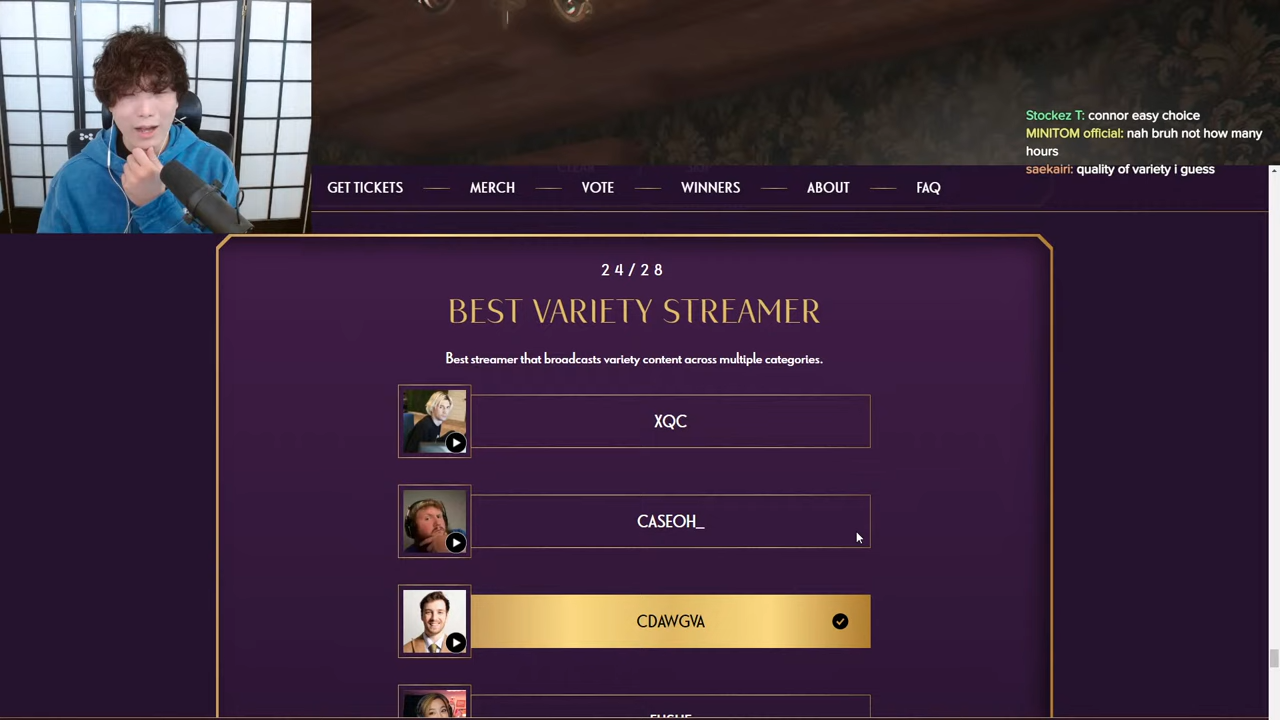 Stockez T: connor easy choice
MINITOM official: nah bruh not how many
hours
saekairi: quality of variety i guess
GET TICKETS
MERCH
VOTE
WINNERS
ABOUT
FAQ
24/28
BEST VARIETY STREAMER
Best streamer that broadcasts variety content across multiple categories.
XQC
CASEOH_
CDAWGVA